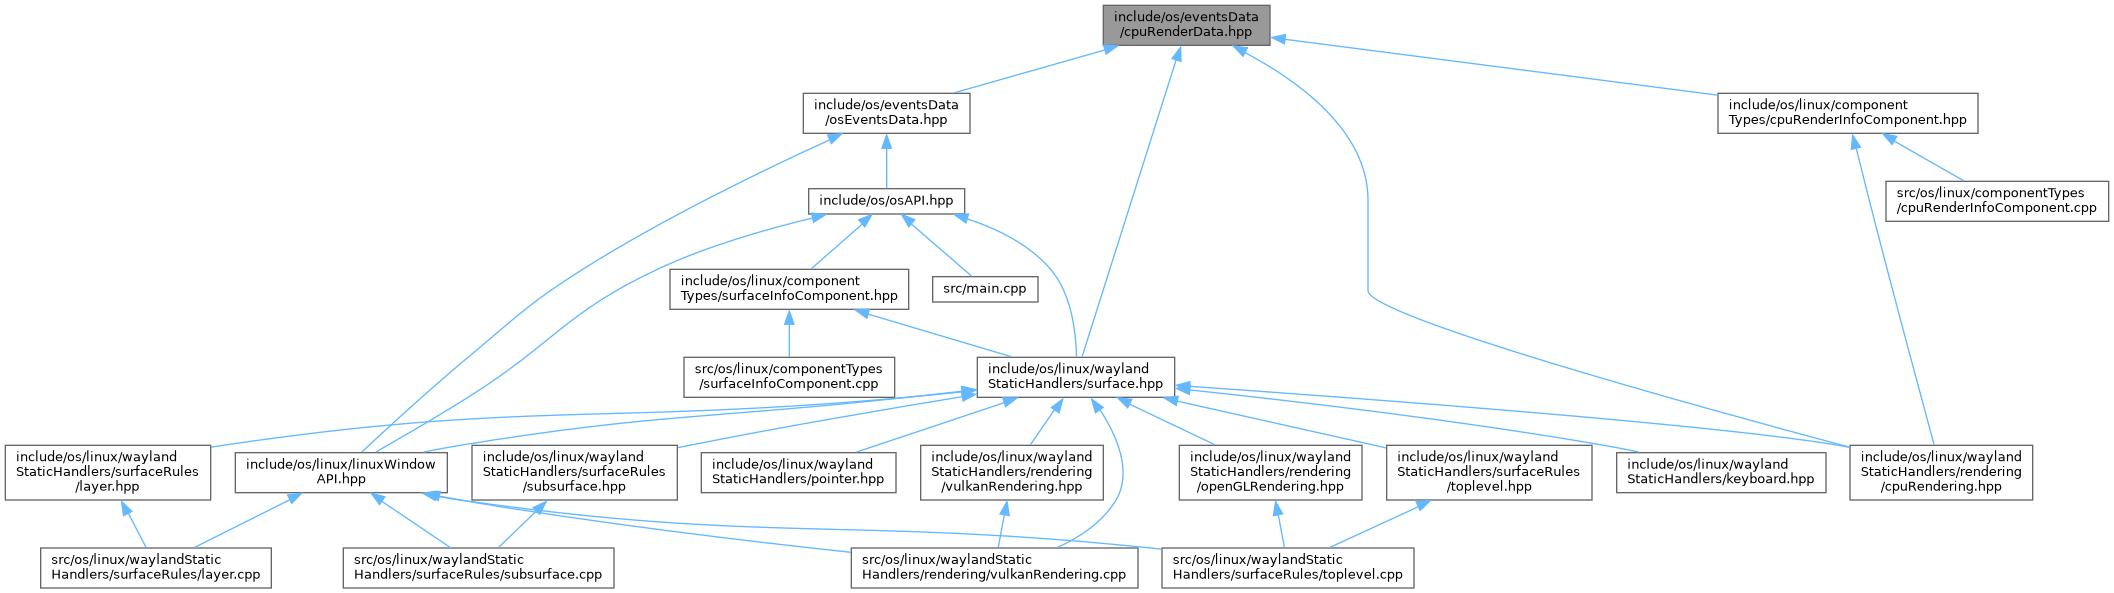 include/os/eventsData
/cpuRenderData.hpp
include/os/eventsData
/osEventsData.hpp
include/os/linux/component
Types/cpuRenderInfoComponent.hpp
include/os/osAPI.hpp
src/os/linux/componentTypes
/cpuRenderInfoComponent.cpp
include/os/linux/component
Types/surfaceInfoComponent.hpp
src/main.cpp
src/os/linux/componentTypes
/surfaceInfoComponent.cpp
include/os/linux/wayland
StaticHandlers/surface.hpp
include/os/linux/wayland
StaticHandlers/surfaceRules
/layer.hpp
include/os/linux/linuxWindow
API.hpp
include/os/linux/wayland
StaticHandlers/surfaceRules
/subsurface.hpp
include/os/linux/wayland
StaticHandlers/pointer.hpp
include/os/linux/wayland
StaticHandlers/rendering
/vulkanRendering.hpp
include/os/linux/wayland
StaticHandlers/rendering
/openGLRendering.hpp
include/os/linux/wayland
StaticHandlers/surfaceRules
/toplevel.hpp
include/os/linux/wayland
StaticHandlers/keyboard.hpp
include/os/linux/wayland
StaticHandlers/rendering
/cpuRendering.hpp
src/os/linux/waylandStatic
Handlers/surfaceRules/layer.cpp
src/os/linux/waylandStatic
Handlers/surfaceRules/subsurface.cpp
src/os/linux/waylandStatic
Handlers/rendering/vulkanRendering.cpp
src/os/linux/waylandStatic
Handlers/surfaceRules/toplevel.cpp